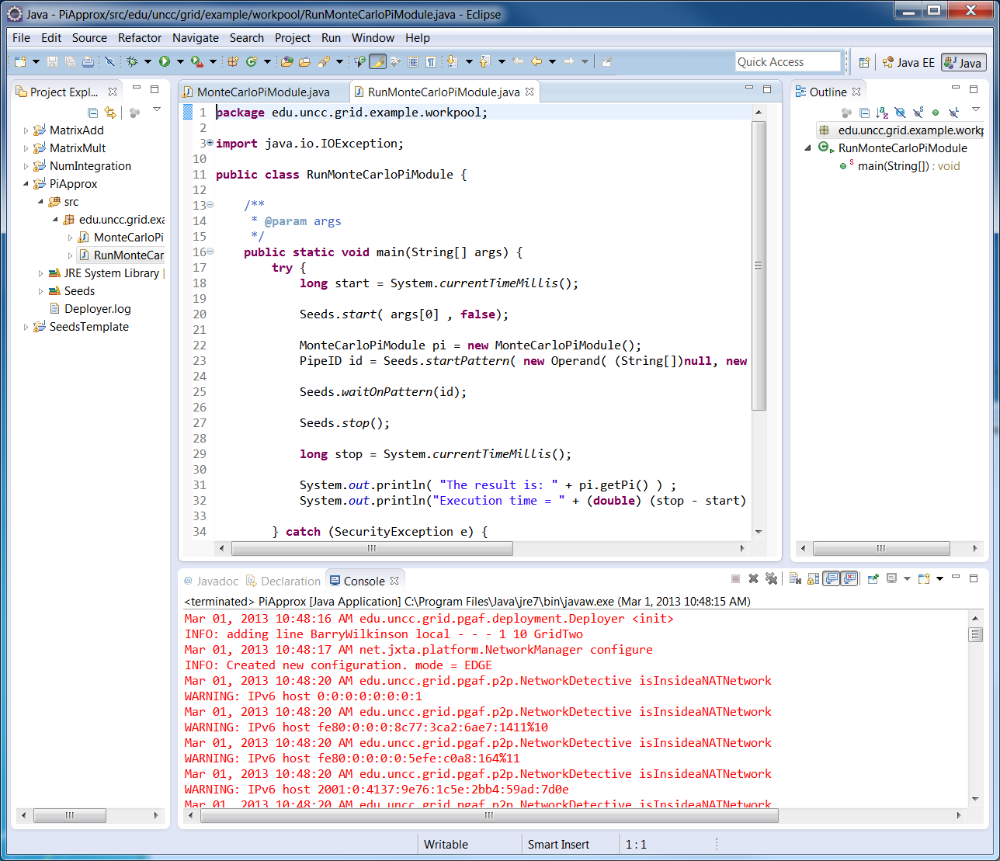 Java - PiApprox/src/edu/uncc/grid/example/workpool/RunMonteCarloPiModule.java - Eclipse
File Edit Source Refactor Navigate Search Project Run Window Help
Quick Access
Java EE
Java
Project Expl...
MatrixAdd
MatrixMult
NumIntegration
PiApprox
src
edu.uncc.grid.exa
MonteCarloPi
RunMonteCar
JRE System Library [
Seeds
Deployer.log
SeedsTemplate
MonteCarloPiModule.java
RunMonteCarloPiModule.java
1 package edu.uncc.grid.example.workpool;
2
3 import java.io.IOException;
10
11 public class RunMonteCarloPiModule {
12
13 /**
14 * @param args
15 */
16 public static void main(String[] args) {
17 try {
18 long start = System.currentTimeMillis();
19
20 Seeds.start( args[0] , false);
21
22 MonteCarloPiModule pi = new MonteCarloPiModule();
23 PipeID id = Seeds.startPattern( new Operand( (String[])null, new
24
25 Seeds.waitOnPattern(id);
26
27 Seeds.stop();
28
29 long stop = System.currentTimeMillis();
30
31 System.out.println( "The result is: " + pi.getPi() ) ;
32 System.out.println("Execution time = " + (double) (stop - start)
33
34 } catch (SecurityException e) {
Outline
edu.uncc.grid.example.workp
RunMonteCarloPiModule
main(String[]) : void
@ Javadoc
Declaration
Console
<terminated> PiApprox [Java Application] C:\Program Files\Java\jre7\bin\javaw.exe (Mar 1, 2013 10:48:15 AM)
Mar 01, 2013 10:48:16 AM edu.uncc.grid.pgaf.deployment.Deployer <init>
INFO: adding line BarryWilkinson local - - - 1 10 GridTwo
Mar 01, 2013 10:48:17 AM net.jxta.platform.NetworkManager configure
INFO: Created new configuration. mode = EDGE
Mar 01, 2013 10:48:20 AM edu.uncc.grid.pgaf.p2p.NetworkDetective isInsideaNATNetwork
WARNING: IPv6 host 0:0:0:0:0:0:0:1
Mar 01, 2013 10:48:20 AM edu.uncc.grid.pgaf.p2p.NetworkDetective isInsideaNATNetwork
WARNING: IPv6 host fe80:0:0:0:8c77:3ca2:6ae7:1411%10
Mar 01, 2013 10:48:20 AM edu.uncc.grid.pgaf.p2p.NetworkDetective isInsideaNATNetwork
WARNING: IPv6 host fe80:0:0:0:0:5efe:c0a8:164%11
Mar 01, 2013 10:48:20 AM edu.uncc.grid.pgaf.p2p.NetworkDetective isInsideaNATNetwork
WARNING: IPv6 host 2001:0:4137:9e76:1c5e:2bb4:59ad:7d0e
Mar 01, 2013 10:48:20 AM edu.uncc.grid.pgaf.p2p.NetworkDetective isInsideaNATNetwork
Writable
Smart Insert
1 : 1